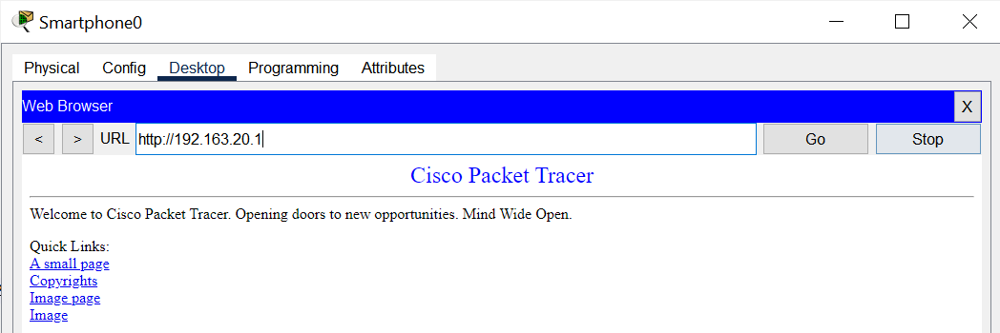 Smartphone0
Physical Config Desktop Programming Attributes
Web Browser X
< > URL http://192.163.20.1 Go Stop
Cisco Packet Tracer
Welcome to Cisco Packet Tracer. Opening doors to new opportunities. Mind Wide Open.
Quick Links:
A small page
Copyrights
Image page
Image